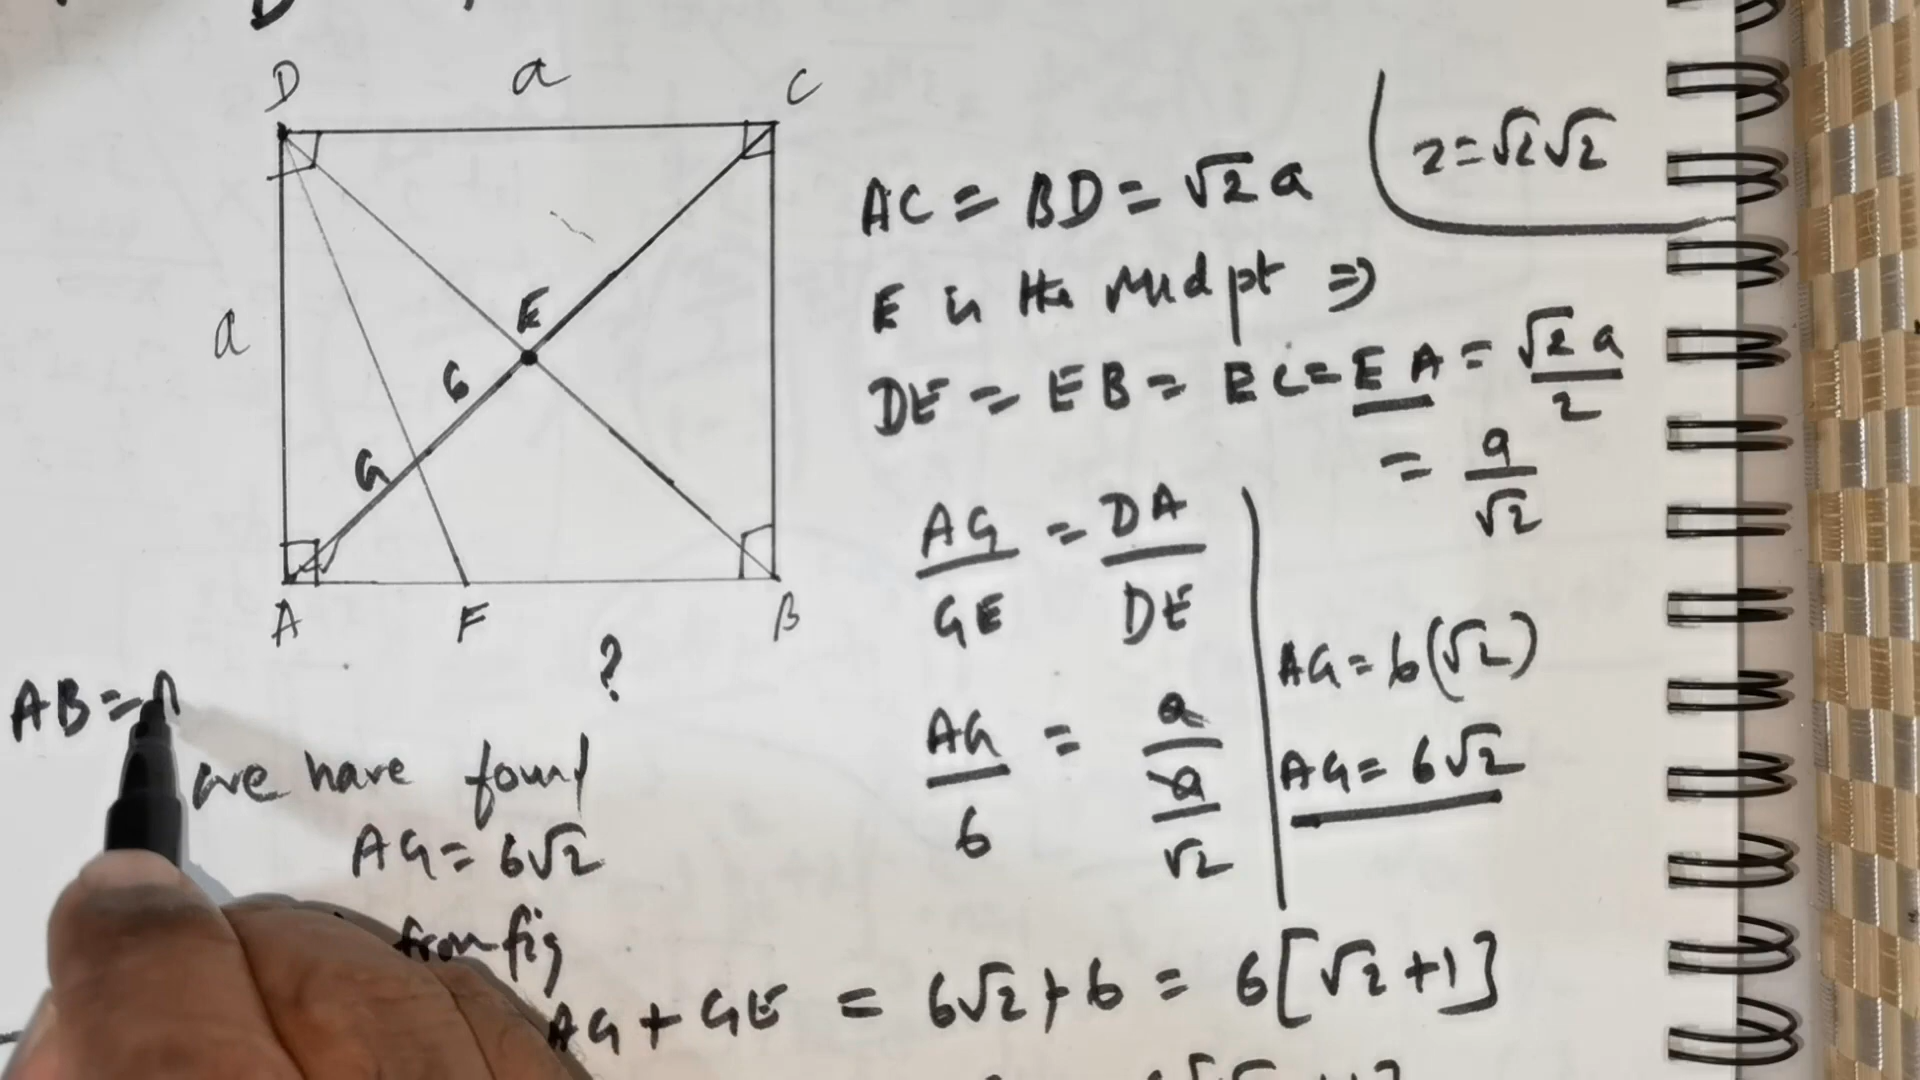 D
a
C
a
E
6
G
A
F
B
?
AB =
we have found
AG = 6√2
from fig
AG + GE = 6√2 + 6 = 6[√2 + 1]
2 = √2√2
AC = BD = √2 a
E is the mid pt ⇒
DE = EB = EC = EA = √2 a / 2
= a / √2
AG / GE = DA / DE
AG / 6 = a / (a / √2)
AG = 6(√2)
AG = 6√2